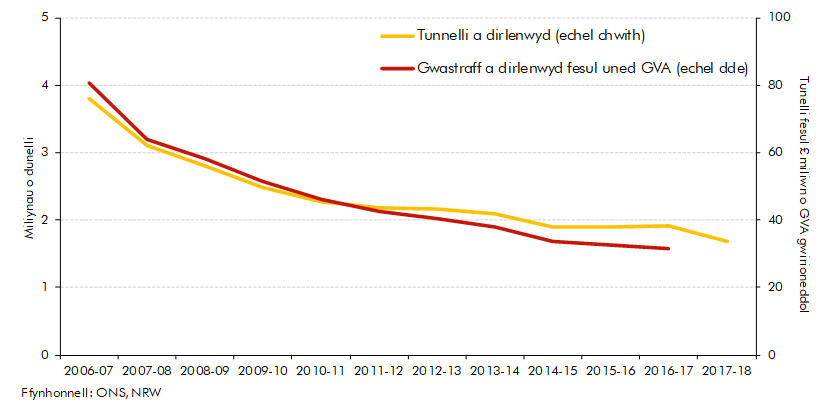 5
4
3
2
1
0
Miliynau o dunelli
Tunnelli a dirlenwyd (echel chwith)
Gwastraff a dirlenwyd fesul uned GVA (echel dde)
100
80
60
40
20
0
Tunelli fesul £ miliwn o GVA gwirioneddol
2006-07 2007-08 2008-09 2009-10 2010-11 2011-12 2012-13 2013-14 2014-15 2015-16 2016-17 2017-18
Ffynhonnell: ONS, NRW